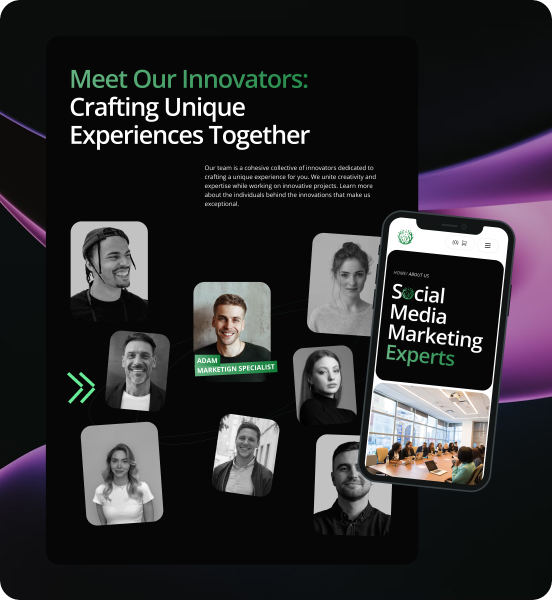 Meet Our Innovators:
Crafting Unique
Experiences Together
Our team is a cohesive collective of innovators dedicated to
crafting a unique experience for you. We unite creativity and
expertise while working on innovative projects. Learn more
about the individuals behind the innovations that make us
exceptional.
ADAM
MARKETIGN SPECIALIST
(0)
HOME/ ABOUT US
Social
Media
Marketing
Experts